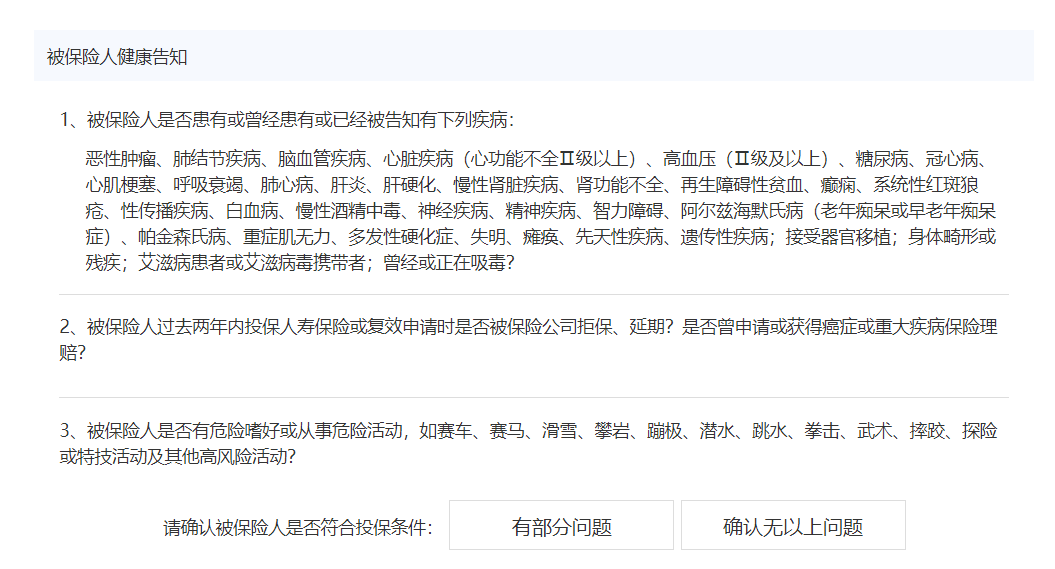 被保险人健康告知
1、被保险人是否患有或曾经患有或已经被告知有下列疾病：
恶性肿瘤、肺结节疾病、脑血管疾病、心脏疾病（心功能不全Ⅱ级以上）、高血压（Ⅱ级及以上）、糖尿病、冠心病、
心肌梗塞、呼吸衰竭、肺心病、肝炎、肝硬化、慢性肾脏疾病、肾功能不全、再生障碍性贫血、癫痫、系统性红斑狼
疮、性传播疾病、白血病、慢性酒精中毒、神经疾病、精神疾病、智力障碍、阿尔兹海默氏病（老年痴呆或早老年痴呆
症）、帕金森氏病、重症肌无力、多发性硬化症、失明、瘫痪、先天性疾病、遗传性疾病；接受器官移植；身体畸形或
残疾；艾滋病患者或艾滋病毒携带者；曾经或正在吸毒？
2、被保险人过去两年内投保人寿保险或复效申请时是否被保险公司拒保、延期？是否曾申请或获得癌症或重大疾病保险理
赔？
3、被保险人是否有危险嗜好或从事危险活动，如赛车、赛马、滑雪、攀岩、蹦极、潜水、跳水、拳击、武术、摔跤、探险
或特技活动及其他高风险活动？
请确认被保险人是否符合投保条件： 有部分问题 确认无以上问题